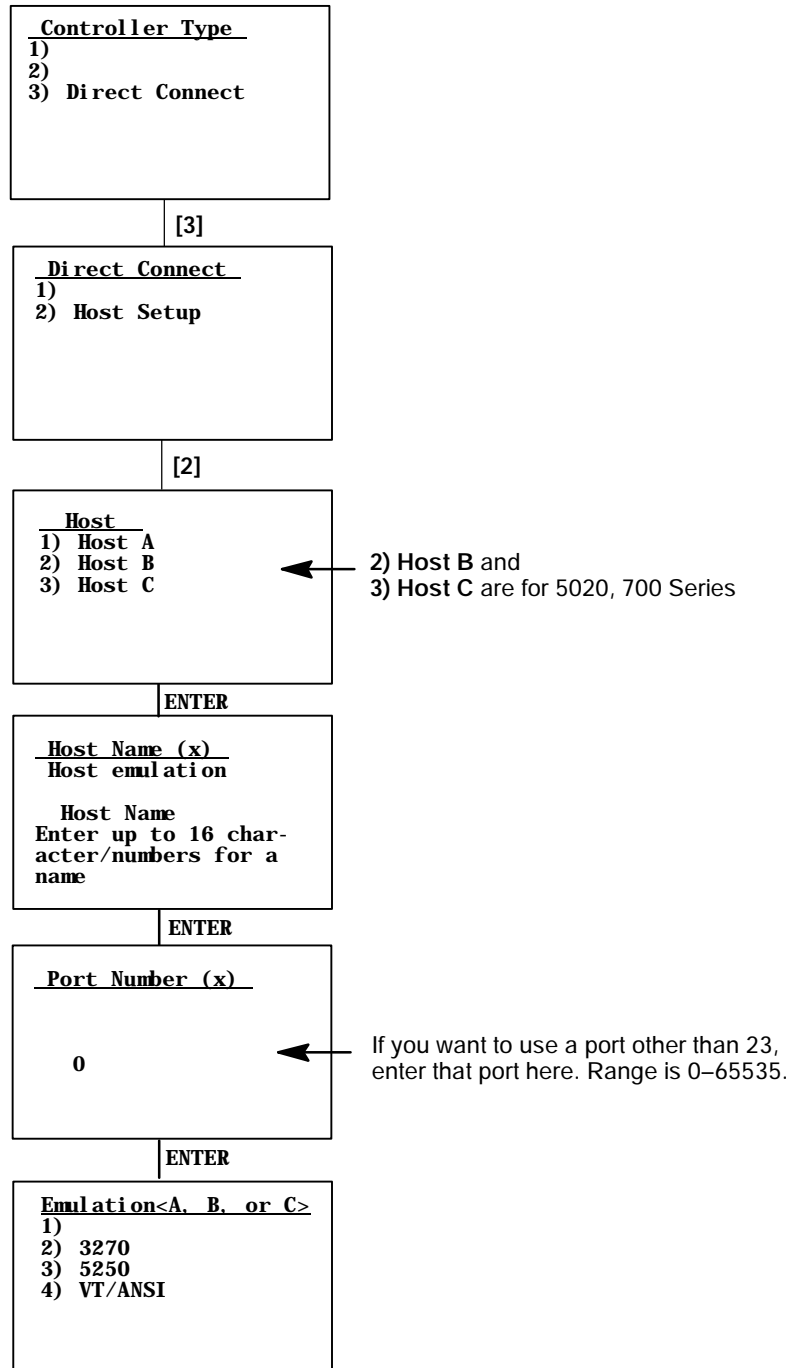 Controller Type
1)
2)
3) Direct Connect
[3]
Direct Connect
1)
2) Host Setup
[2]
Host
1) Host A
2) Host B
3) Host C
2) Host B and
3) Host C are for 5020, 700 Series
ENTER
Host Name (x)
Host emulation
Host Name
Enter up to 16 char-
acter/numbers for a
name
ENTER
Port Number (x)
0
If you want to use a port other than 23,
enter that port here. Range is 0–65535.
ENTER
Emulation<A, B, or C>
1)
2) 3270
3) 5250
4) VT/ANSI